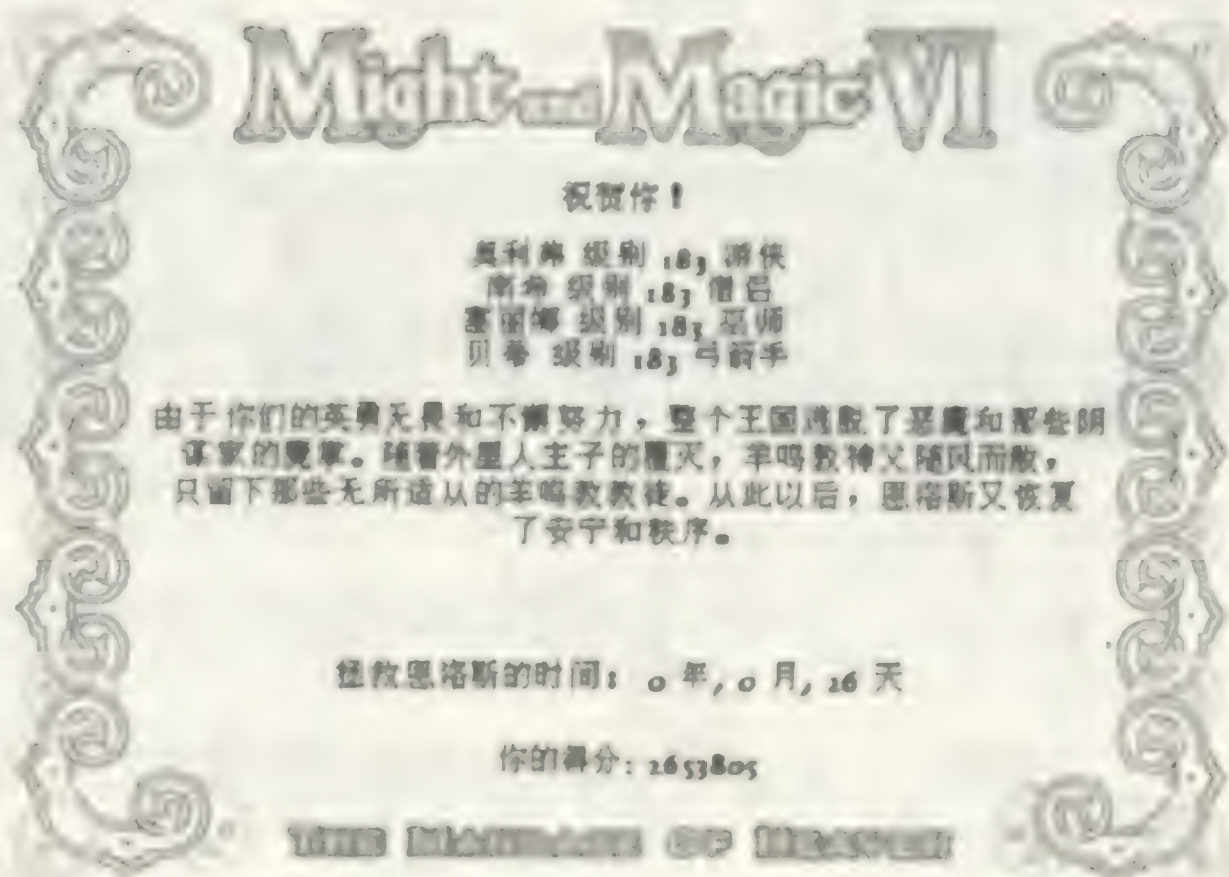 Might and Magic VI
祝贺你！
奥利弗 级别 183 游侠
南希 级别 183 僧侣
塞丽娜 级别 183 巫师
贝希 级别 183 弓箭手
由于你们的英勇无畏和不懈努力，整个王国逃脱了恶魔和那些阴
谋家的魔掌。随着外星人主子的覆灭，羊鸣教神父随风而散，
只留下那些无所适从的羊鸣教教徒。从此以后，恩洛斯又恢复
了安宁和秩序。
拯救恩洛斯的时间：0 年, 0 月, 26 天
你的得分: 2653805
THE MANDATE OF HEAVEN